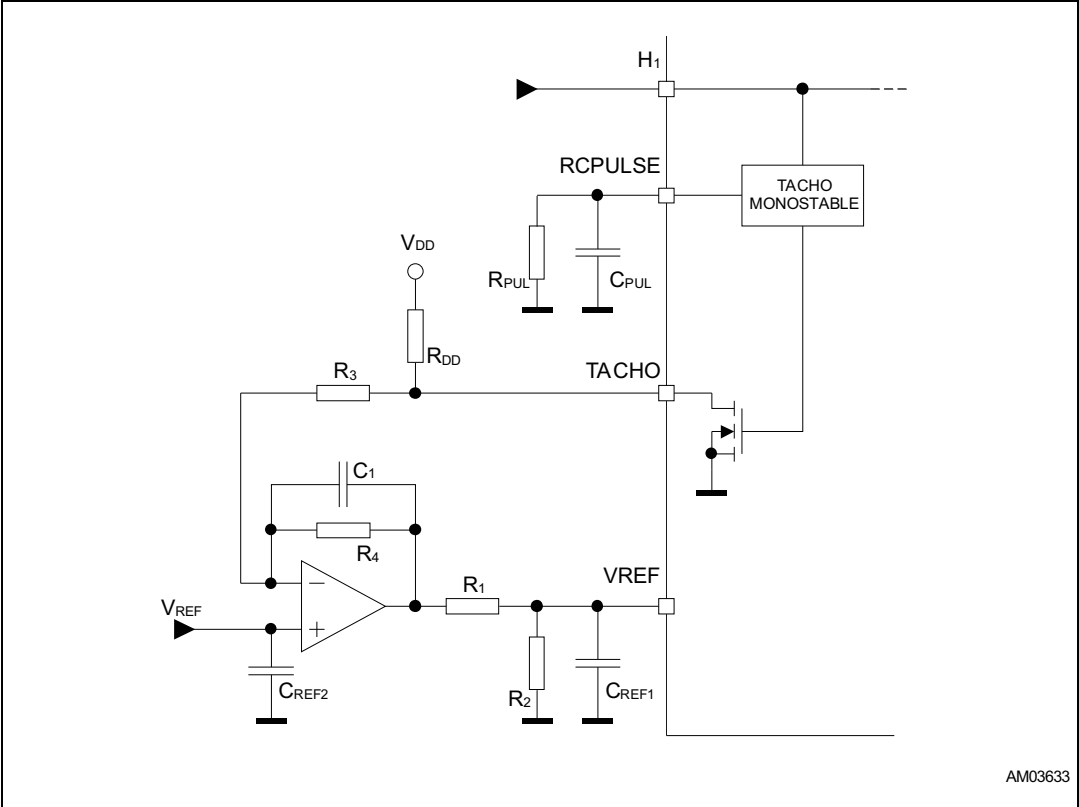 H1
RCPULSE
TACHO
MONOSTABLE
VDD
RPUL
CPUL
RDD
R3
TACHO
C1
R4
VREF
R1
VREF
CREF2
R2
CREF1
AM03633